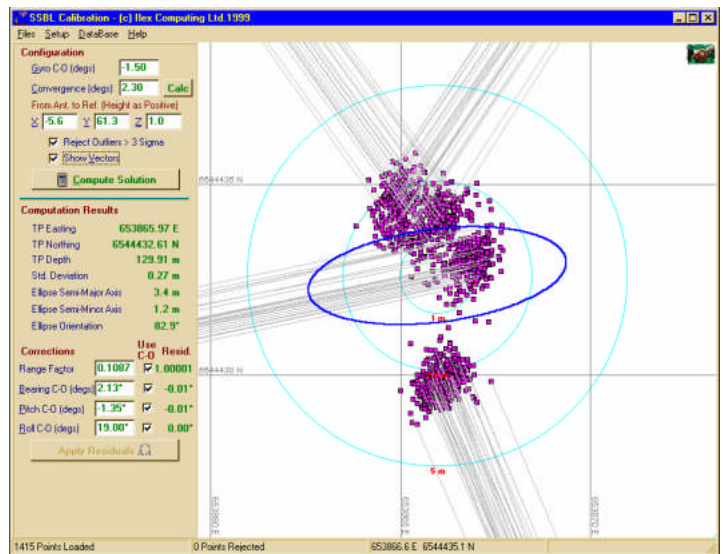 SSBL Calibration - (c) Ilex Computing Ltd.1999
Files Setup DataBase Help
Configuration
Gyro C-O (degs) -1.50
Convergence (degs) 2.30 Calc
From Ant. to Ref. (Height as Positive)
X -5.6 Y 61.3 Z 1.0
Reject Outliers > 3 Sigma
Show Vectors
Compute Solution
Computation Results
TP Easting 653865.97 E
TP Northing 6544432.61 N
TP Depth 129.91 m
Std. Deviation 0.27 m
Ellipse Semi-Major Axis 3.4 m
Ellipse Semi-Minor Axis 1.2 m
Ellipse Orientation 82.9°
Corrections Use C-O Resid.
Range Factor 0.1087 1.00001
Bearing C-O (degs) 2.13° -0.01°
Pitch C-O (degs) -1.35° -0.01°
Roll C-O (degs) 19.00° 0.00°
Apply Residuals
6544435 N
1 m
6544430 N
5 m
653860 E
653865 E
653870 E
1415 Points Loaded 0 Points Rejected 653866.6 E 6544435.1 N